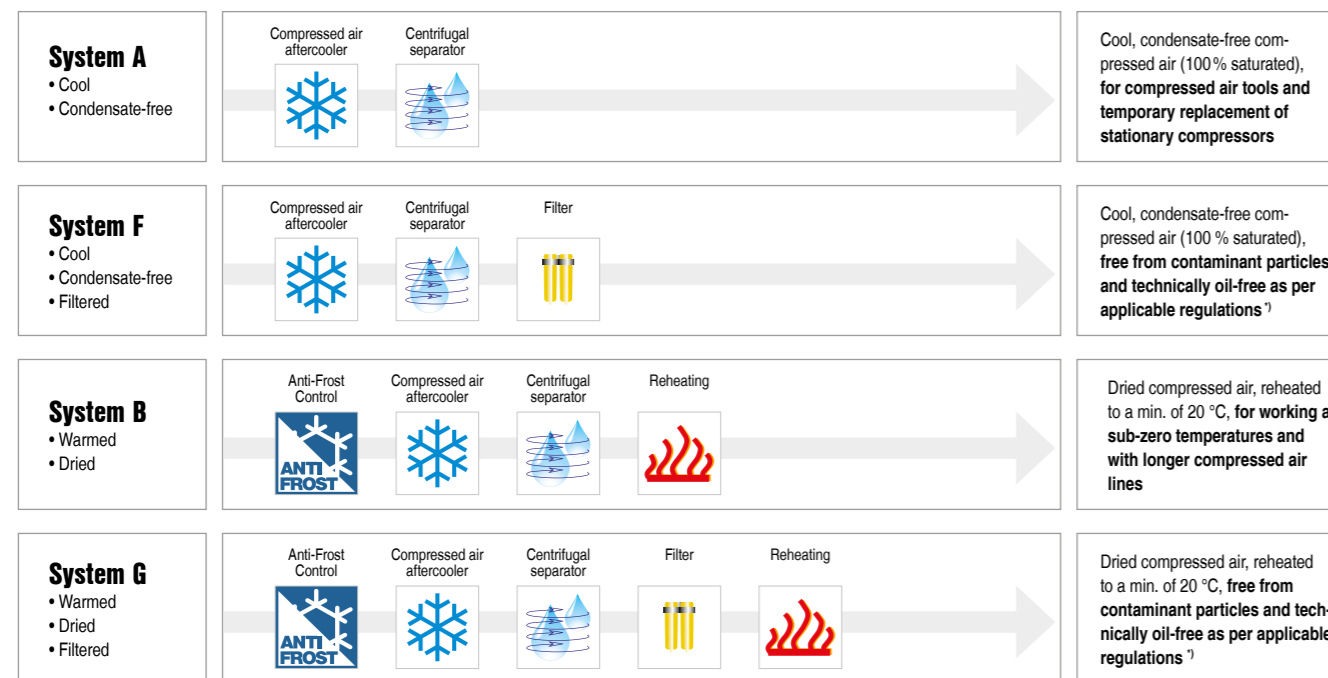 System A
• Cool
• Condensate-free
Compressed air
aftercooler
Centrifugal
separator
Cool, condensate-free com-
pressed air (100 % saturated),
for compressed air tools and
temporary replacement of
stationary compressors
System F
• Cool
• Condensate-free
• Filtered
Compressed air
aftercooler
Centrifugal
separator
Filter
Cool, condensate-free com-
pressed air (100 % saturated),
free from contaminant particles
and technically oil-free as per
applicable regulations *)
System B
• Warmed
• Dried
Anti-Frost
Control
ANTI
FROST
Compressed air
aftercooler
Centrifugal
separator
Reheating
Dried compressed air, reheated
to a min. of 20 °C, for working a
sub-zero temperatures and
with longer compressed air
lines
System G
• Warmed
• Dried
• Filtered
Anti-Frost
Control
ANTI
FROST
Compressed air
aftercooler
Centrifugal
separator
Filter
Reheating
Dried compressed air, reheated
to a min. of 20 °C, free from
contaminant particles and tech-
nically oil-free as per applicable
regulations *)